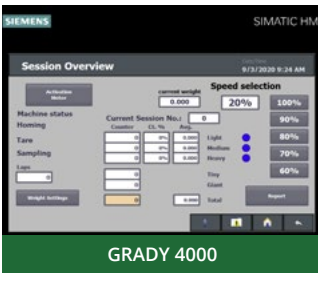 SIEMENS
SIMATIC HM
Session Overview
9/3/2020 9:24 AM
Activation
Motor
current weight
0.000
Speed selection
20%
100%
90%
80%
70%
60%
Machine status
Homing
Tare
Sampling
Laps
0
Weight Settings
Current Session No.: 0
Counter Ct. % Avg.
0 0% 0.000 Light
0 0% 0.000 Medium
0 0% 0.000 Heavy
0 Tiny
0 Giant
0 0.000 Total
Report
GRADY 4000